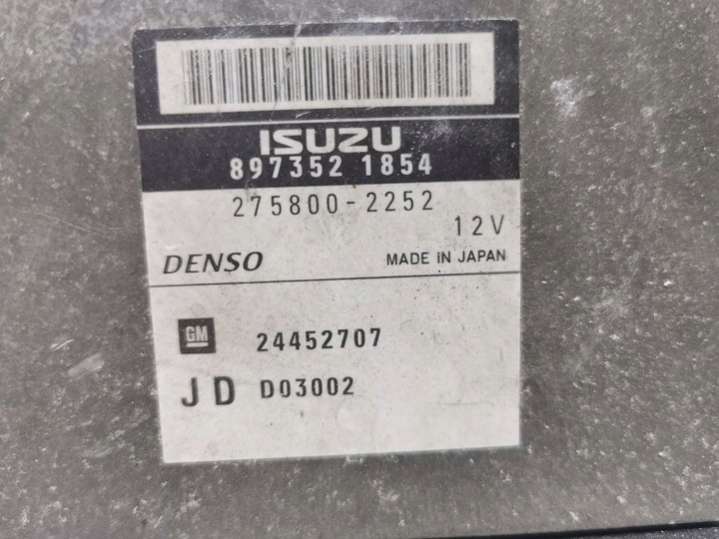 ISUZU
897352 1854
275800-2252
12V
DENSO MADE IN JAPAN
GM 24452707
JD D03002